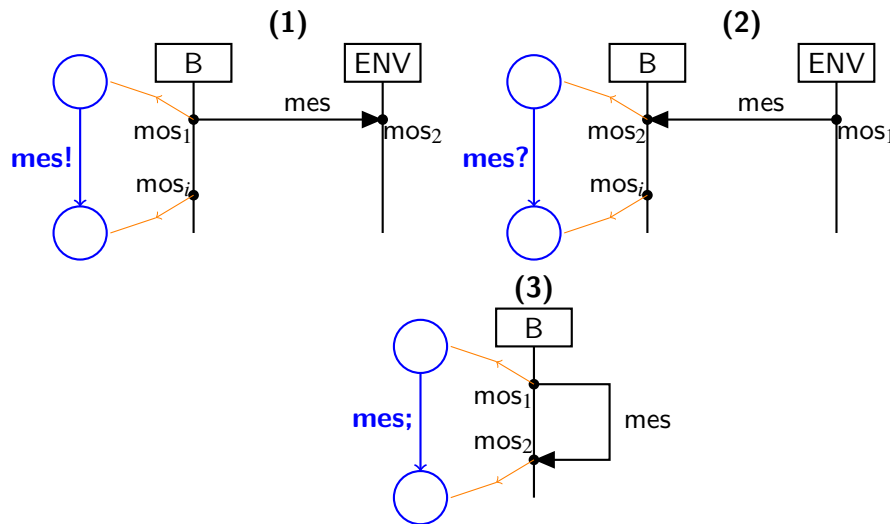 (1)
B
ENV
mes
mos₁
mos₂
mes!
mosᵢ
(2)
B
ENV
mes
mos₂
mos₁
mes?
mosᵢ
(3)
B
mos₁
mes
mes;
mos₂